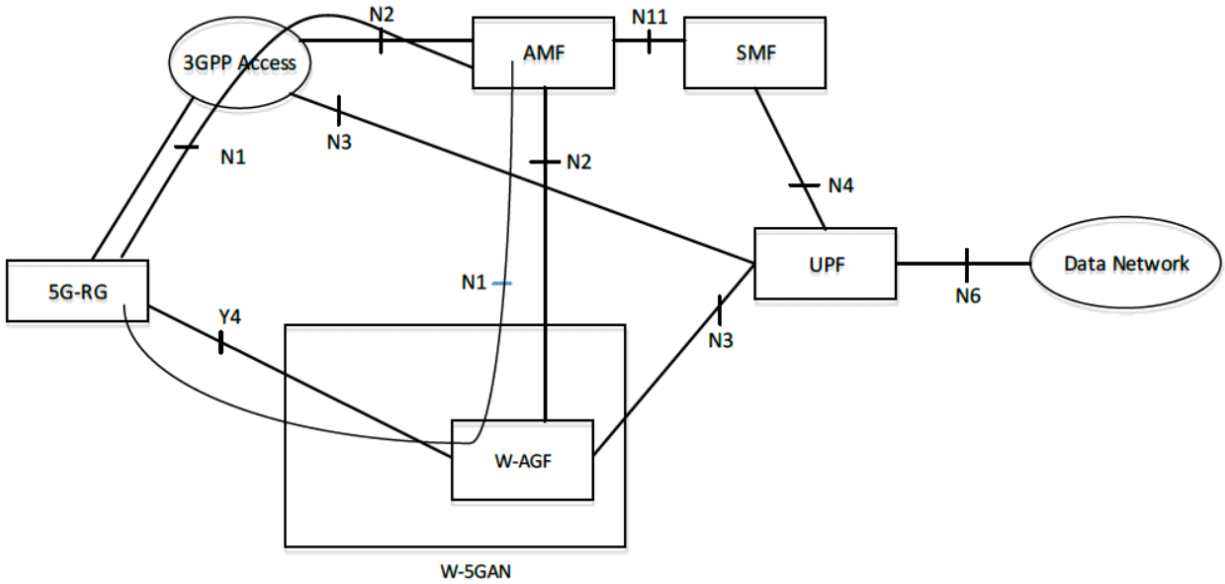 N2
N11
AMF
SMF
3GPP Access
N3
N1
N2
N4
UPF
Data Network
5G-RG
N1
N6
Y4
N3
W-AGF
W-5GAN